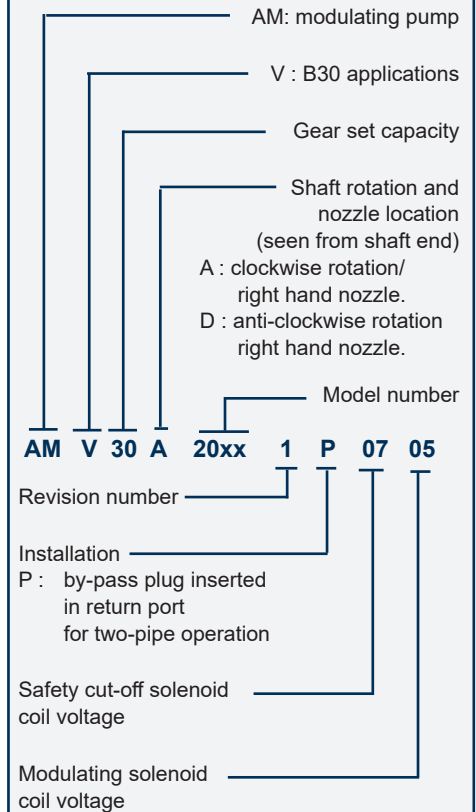 AM: modulating pump
V : B30 applications
Gear set capacity
Shaft rotation and
nozzle location
(seen from shaft end)
A : clockwise rotation/
right hand nozzle.
D : anti-clockwise rotation
right hand nozzle.
Model number
AM V 30 A 20xx 1 P 07 05
Revision number
Installation
P : by-pass plug inserted
in return port
for two-pipe operation
Safety cut-off solenoid
coil voltage
Modulating solenoid
coil voltage